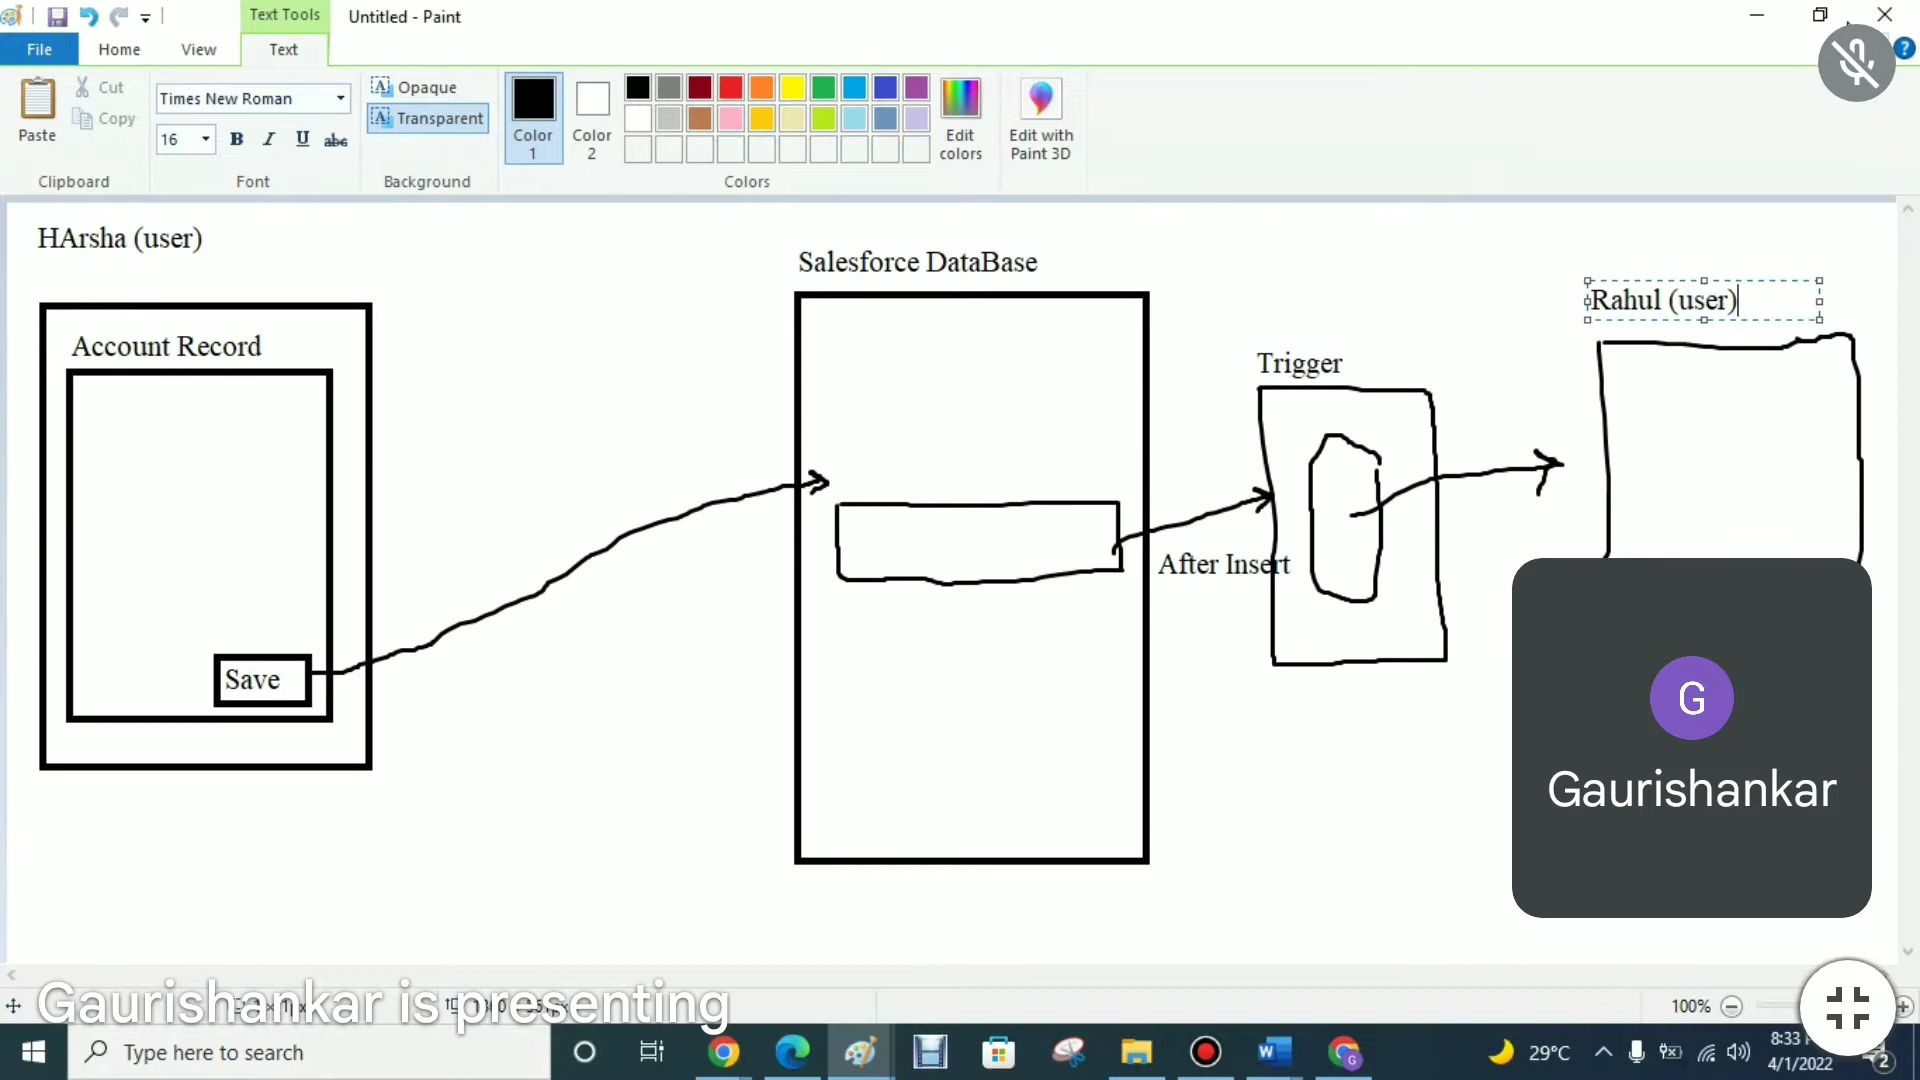 Text Tools
Untitled - Paint
File
Home
View
Text
Paste
Cut
Copy
Clipboard
Times New Roman
16
B
I
U
abc
Font
Opaque
Transparent
Background
Color
1
Color
2
Colors
Edit
colors
Edit with
Paint 3D
HArsha (user)
Salesforce DataBase
Rahul (user)
Account Record
Trigger
After Insert
Save
G
Gaurishankar
Gaurishankar is presenting
100%
Type here to search
29°C
8:33
4/1/2022
2